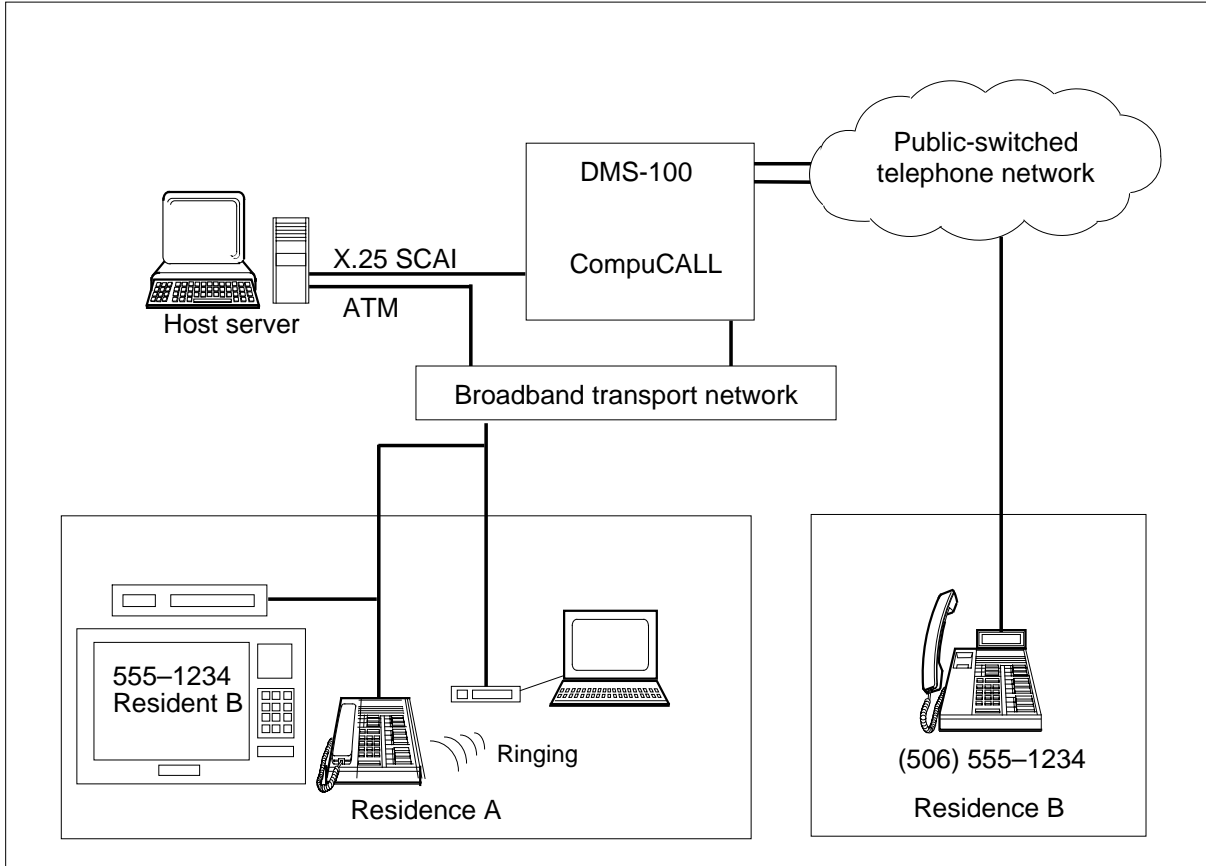 Public-switched
telephone network
DMS-100
CompuCALL
X.25 SCAI
ATM
Host server
Broadband transport network
555–1234
Resident B
Ringing
Residence A
(506) 555–1234
Residence B